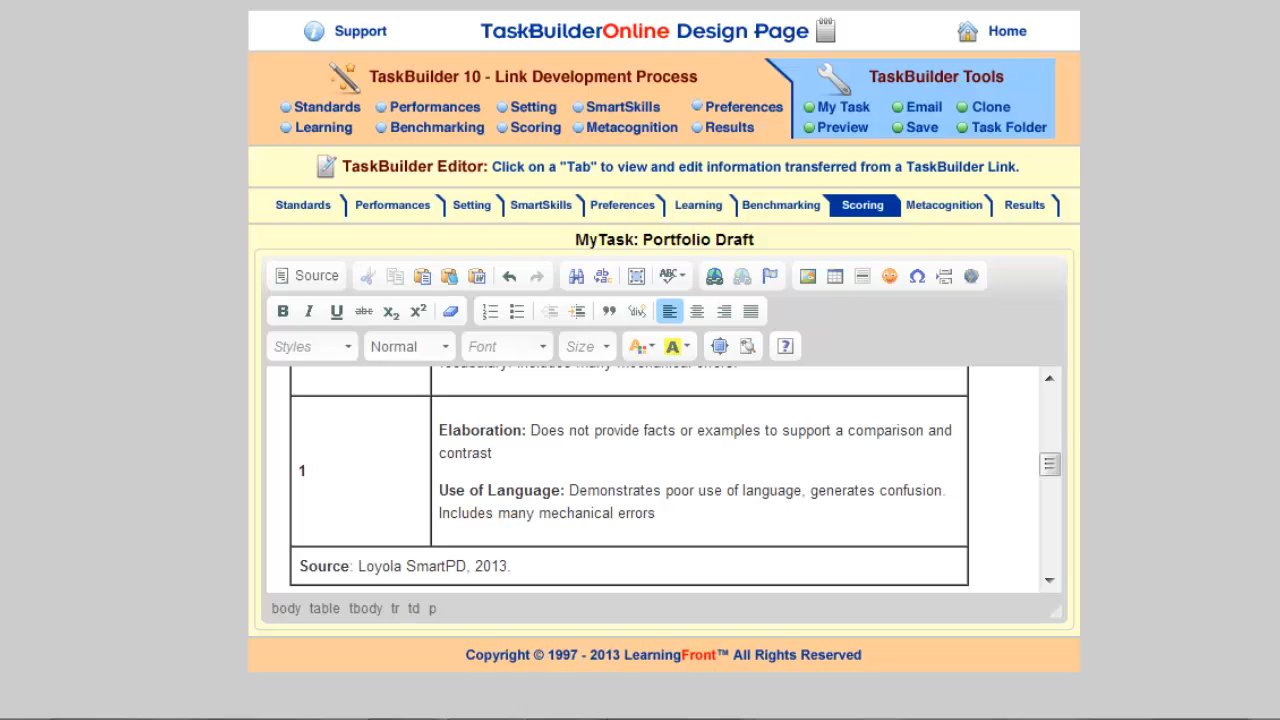 Support TaskBuilderOnline Design Page Home
TaskBuilder 10 - Link Development Process TaskBuilder Tools
Standards Performances Setting SmartSkills Preferences My Task Email Clone
Learning Benchmarking Scoring Metacognition Results Preview Save Task Folder
TaskBuilder Editor: Click on a "Tab" to view and edit information transferred from a TaskBuilder Link.
Standards Performances Setting SmartSkills Preferences Learning Benchmarking Scoring Metacognition Results
MyTask: Portfolio Draft
Source ABC
B I U abc x₂ x² "div"
Styles Normal Font Size A A ?
Elaboration: Does not provide facts or examples to support a comparison and
contrast
1
Use of Language: Demonstrates poor use of language, generates confusion.
Includes many mechanical errors
Source: Loyola SmartPD, 2013.
body table tbody tr td p
Copyright © 1997 - 2013 LearningFront™ All Rights Reserved